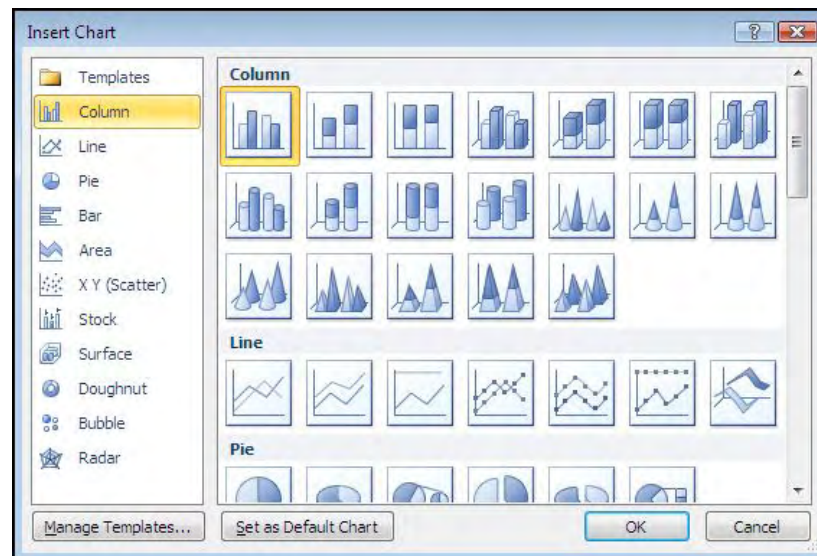 Insert Chart
Templates
Column
Line
Pie
Bar
Area
X Y (Scatter)
Stock
Surface
Doughnut
Bubble
Radar
Column
Line
Pie
Manage Templates...
Set as Default Chart
OK
Cancel